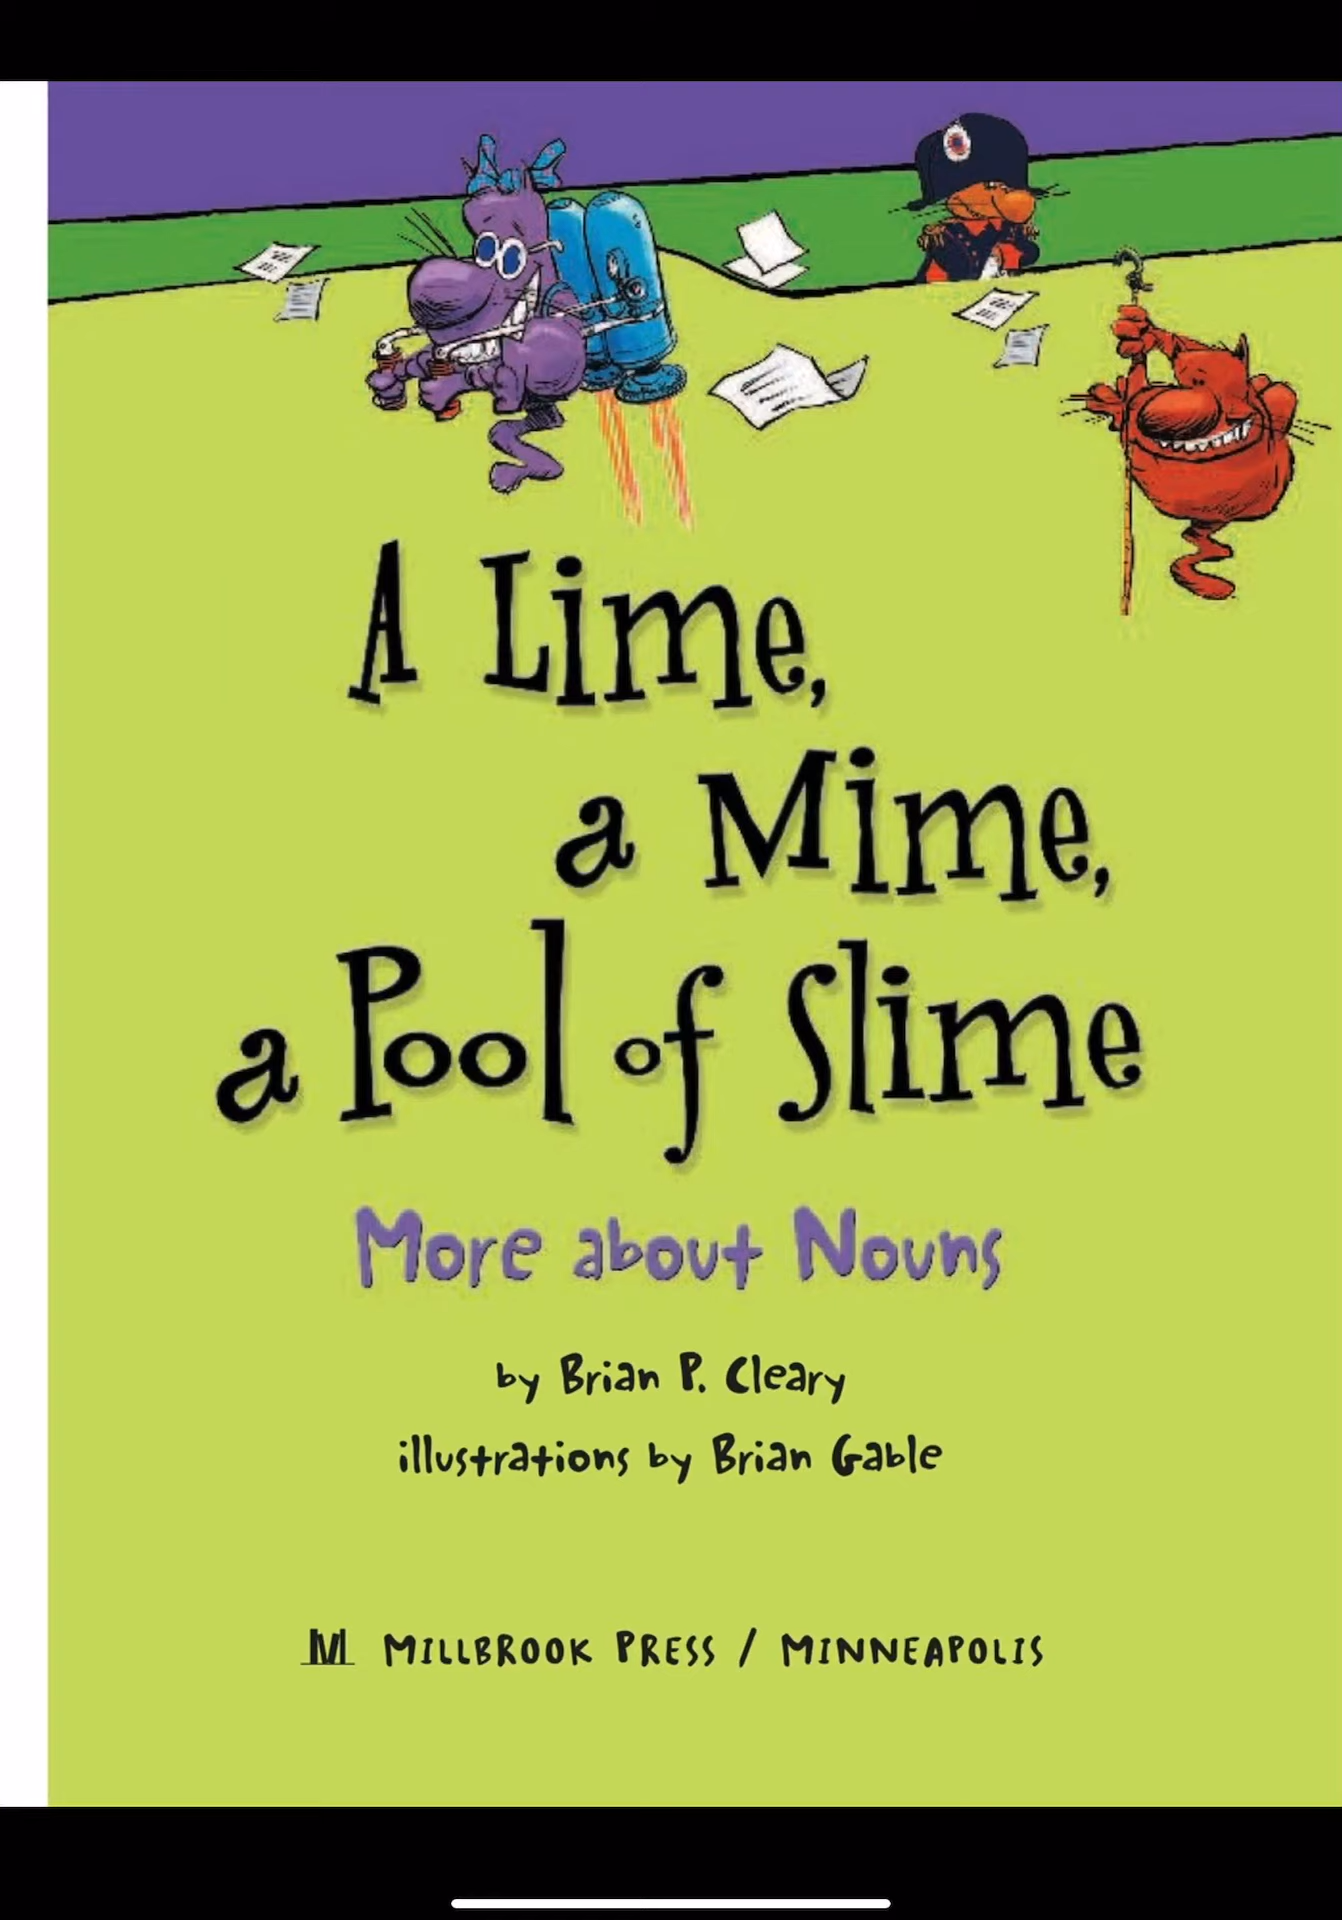 A Lime,
a Mime,
a Pool of Slime
More about Nouns
by Brian P. Cleary
illustrations by Brian Gable
M MILLBROOK PRESS / MINNEAPOLIS